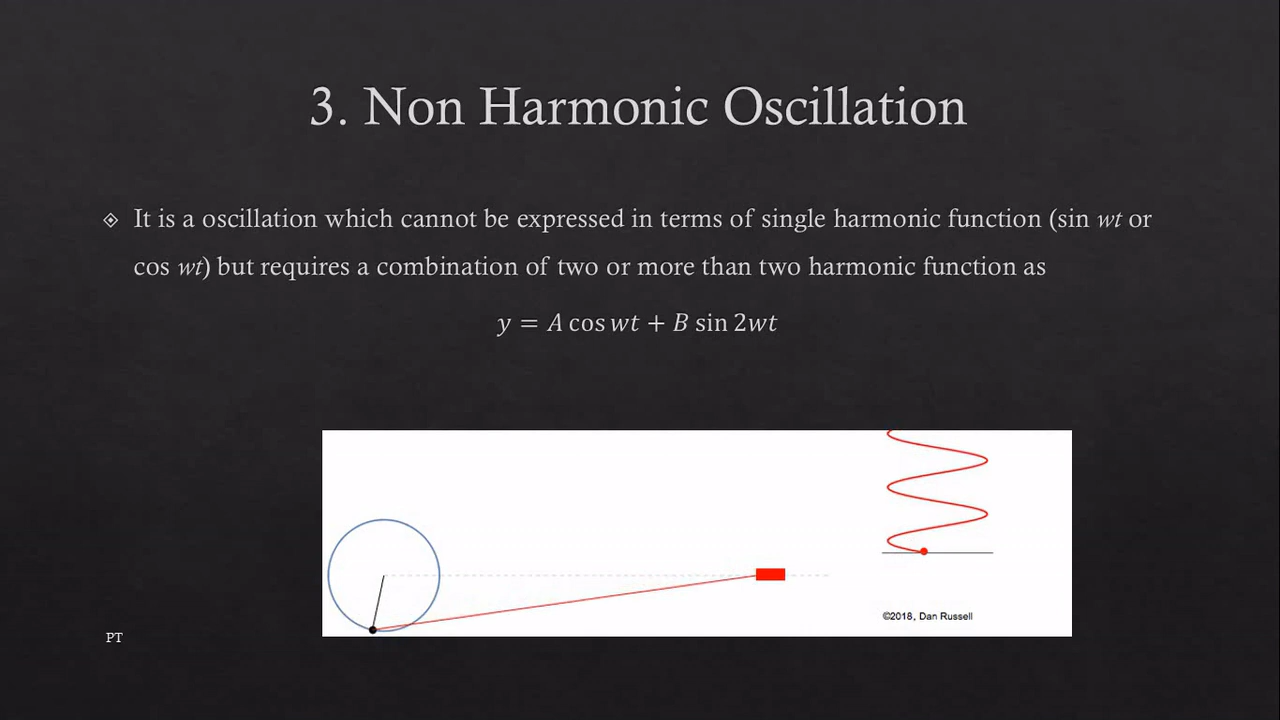 3. Non Harmonic Oscillation
It is a oscillation which cannot be expressed in terms of single harmonic function (sin wt or
cos wt) but requires a combination of two or more than two harmonic function as
y = A cos wt + B sin 2wt
©2018, Dan Russell
PT